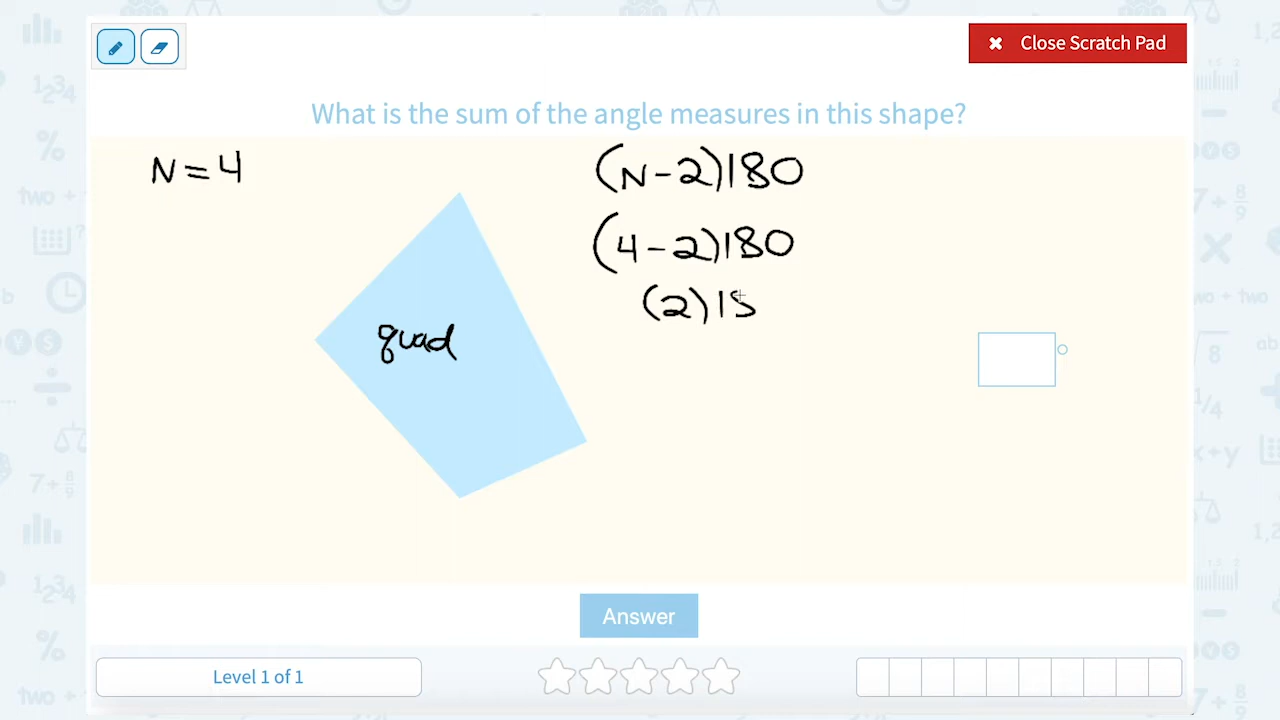 Close Scratch Pad
What is the sum of the angle measures in this shape?
N = 4
(N - 2)180
(4 - 2)180
(2)18
quad
Answer
Level 1 of 1